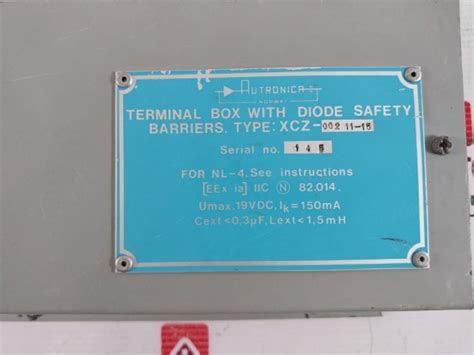 AUTRONICA
NORWAY
TERMINAL BOX WITH DIODE SAFETY
BARRIERS. TYPE: XCZ-002 11-15
Serial no. 145
FOR NL-4. See instructions
[EEx ia] IIC N 82.014.
Umax. 19VDC, Ik = 150mA
Cext < 0,3µF, Lext < 1,5mH